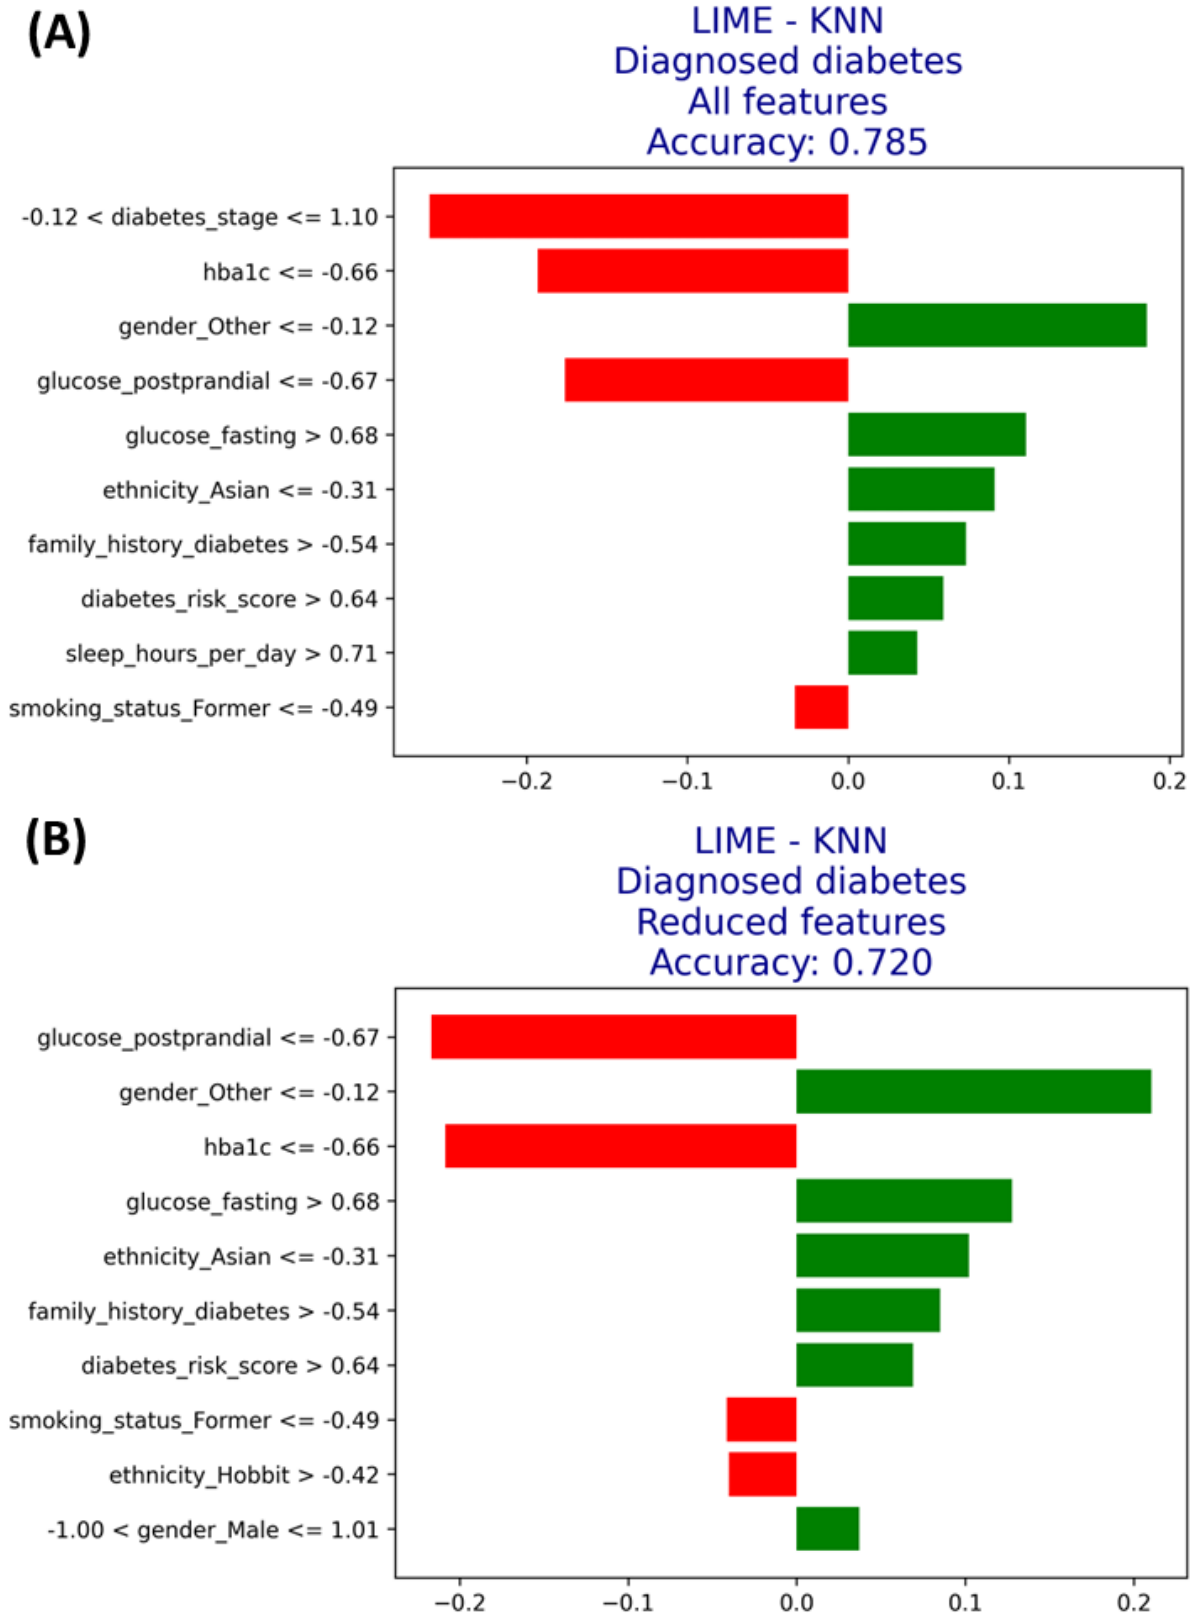 (A)
LIME - KNN
Diagnosed diabetes
All features
Accuracy: 0.785
-0.12 < diabetes_stage <= 1.10
hba1c <= -0.66
gender_Other <= -0.12
glucose_postprandial <= -0.67
glucose_fasting > 0.68
ethnicity_Asian <= -0.31
family_history_diabetes > -0.54
diabetes_risk_score > 0.64
sleep_hours_per_day > 0.71
smoking_status_Former <= -0.49
−0.2 −0.1 0.0 0.1 0.2
(B)
LIME - KNN
Diagnosed diabetes
Reduced features
Accuracy: 0.720
glucose_postprandial <= -0.67
gender_Other <= -0.12
hba1c <= -0.66
glucose_fasting > 0.68
ethnicity_Asian <= -0.31
family_history_diabetes > -0.54
diabetes_risk_score > 0.64
smoking_status_Former <= -0.49
ethnicity_Hobbit > -0.42
-1.00 < gender_Male <= 1.01
−0.2 −0.1 0.0 0.1 0.2